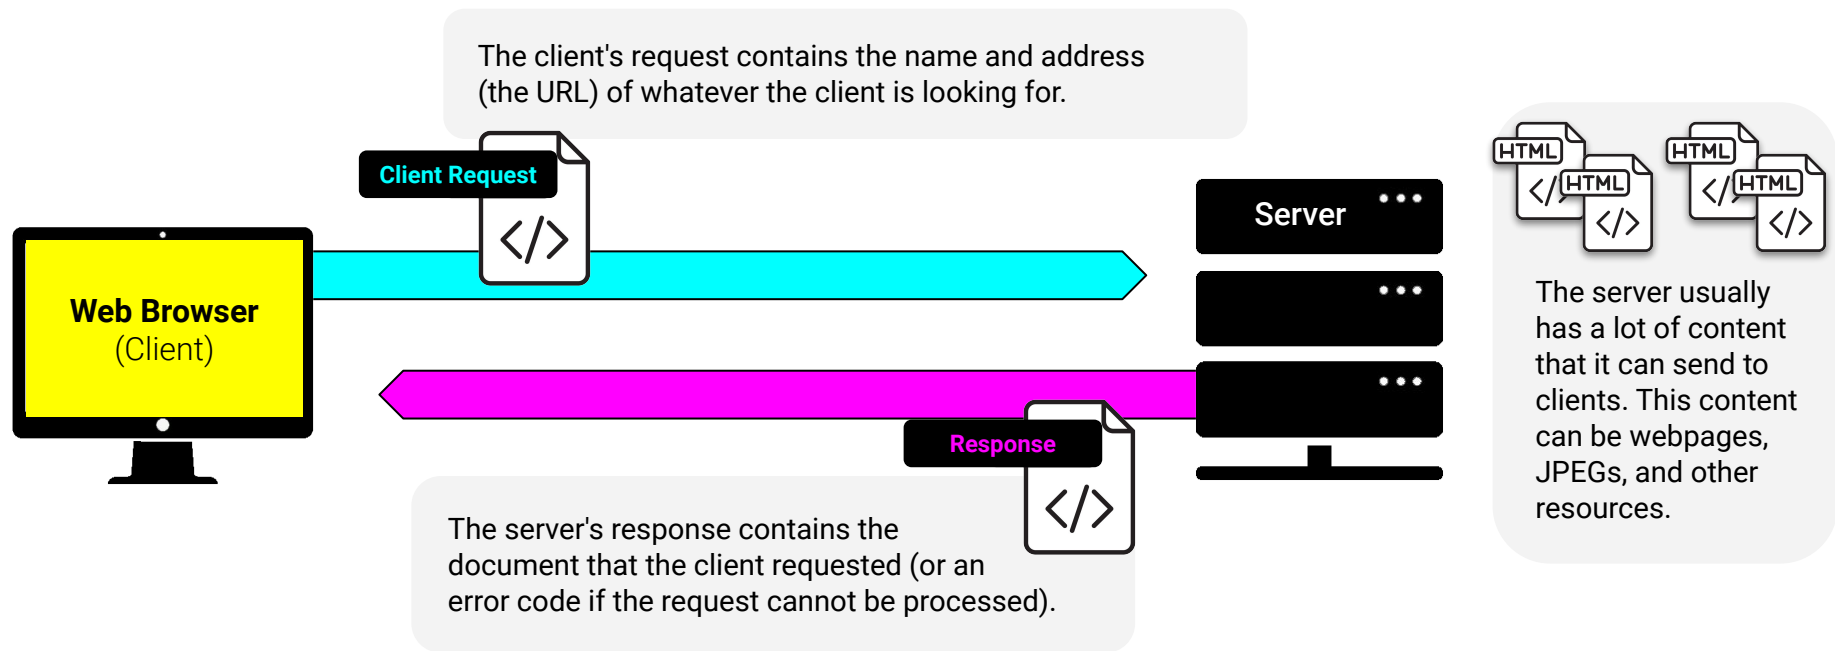 The client's request contains the name and address
(the URL) of whatever the client is looking for.
Client Request
</>
Web Browser
(Client)
Server
HTML
</>
HTML
</>
HTML
</>
HTML
</>
The server usually
has a lot of content
that it can send to
clients. This content
can be webpages,
JPEGs, and other
resources.
Response
</>
The server's response contains the
document that the client requested (or an
error code if the request cannot be processed).